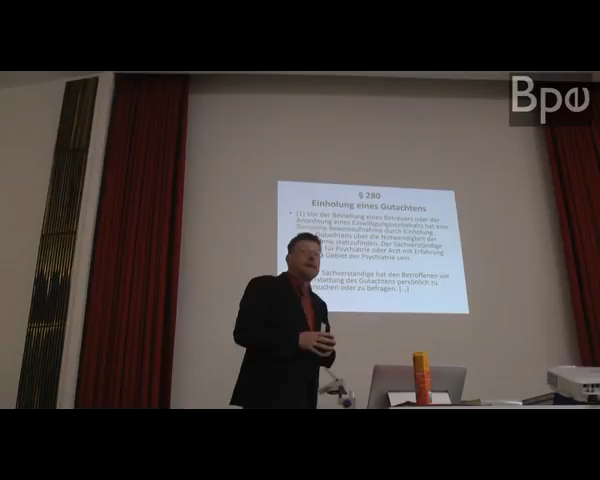 Bpe
§ 280
Einholung eines Gutachtens
• (1) Vor der Bestellung eines Betreuers oder der
Anordnung eines Einwilligungsvorbehalts hat eine
förmliche Beweisaufnahme durch Einholung
Gutachtens über die Notwendigkeit der
stattzufinden. Der Sachverständige
für Psychiatrie oder Arzt mit Erfahrung
Gebiet der Psychiatrie sein.
Sachverständige hat den Betroffenen vor
des Gutachtens persönlich zu
oder zu befragen. [...]